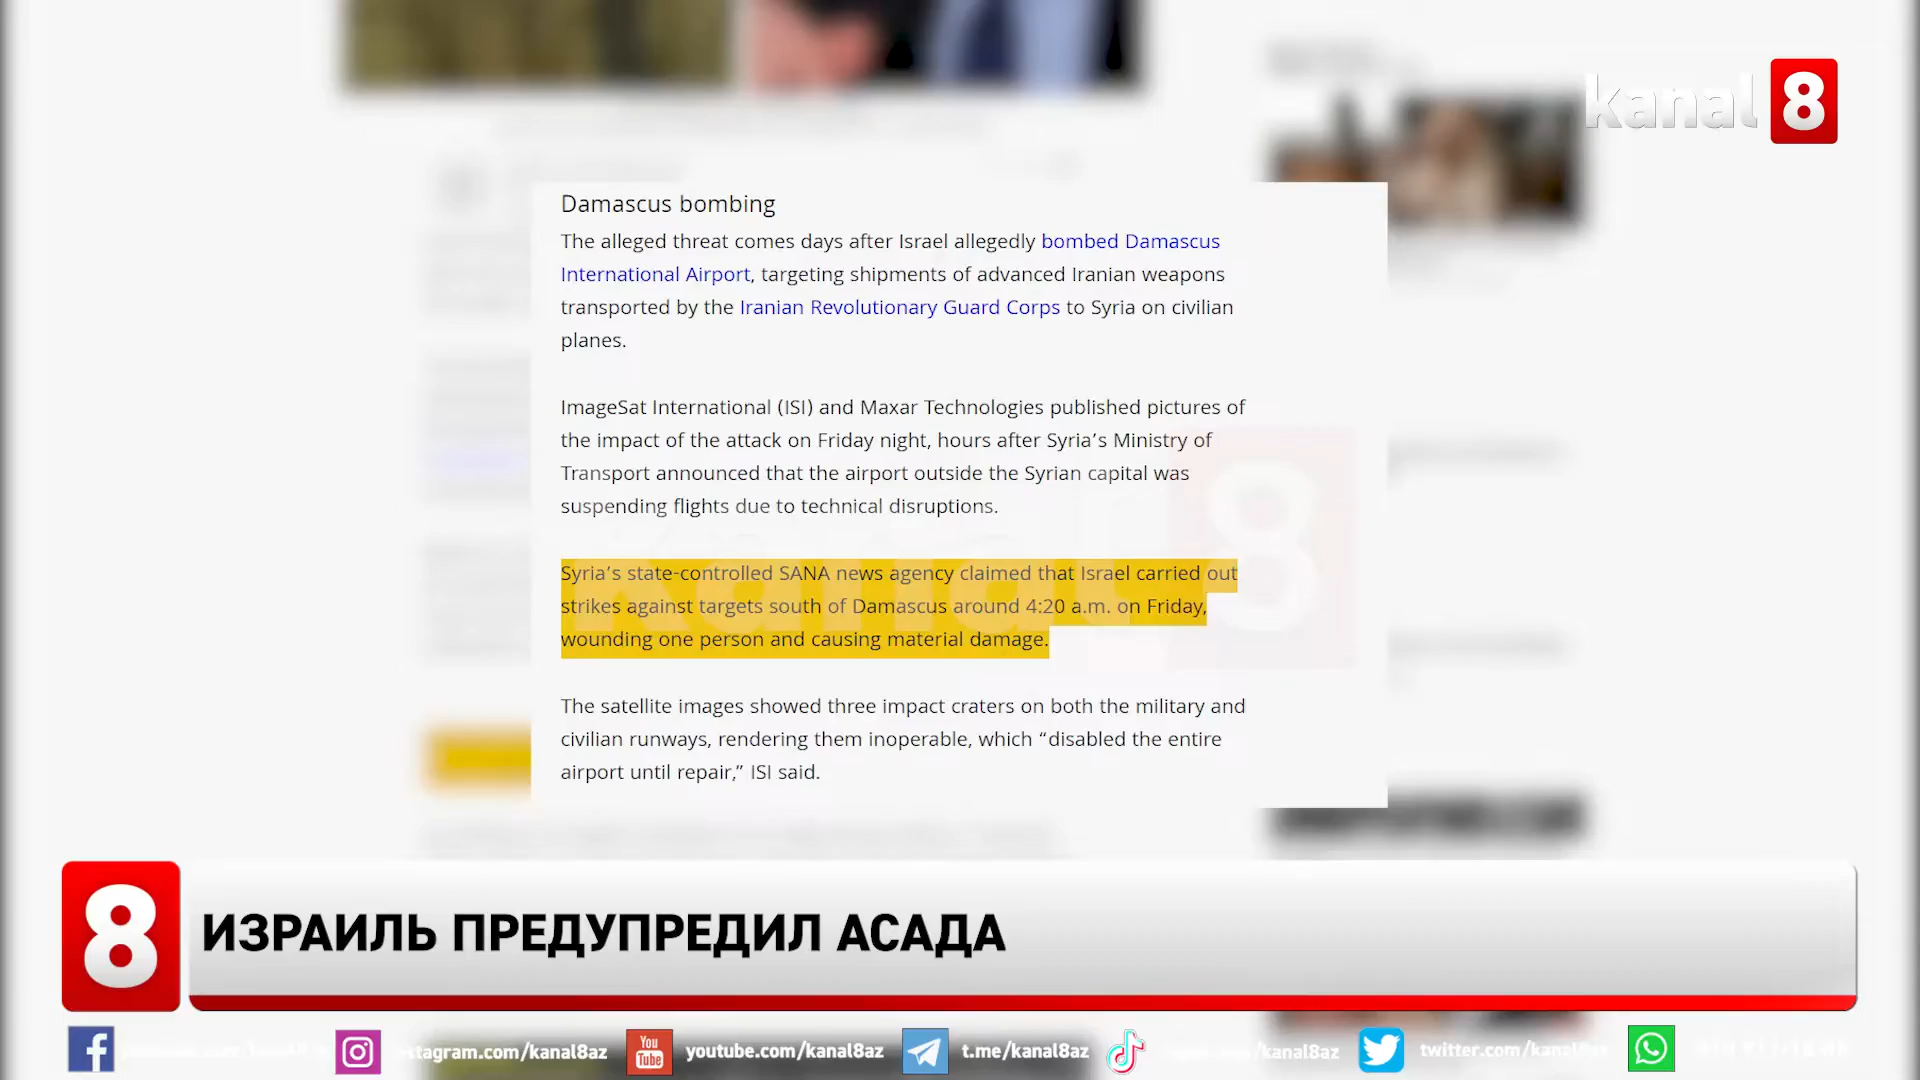 kanal 8
Damascus bombing
The alleged threat comes days after Israel allegedly bombed Damascus
International Airport, targeting shipments of advanced Iranian weapons
transported by the Iranian Revolutionary Guard Corps to Syria on civilian
planes.
ImageSat International (ISI) and Maxar Technologies published pictures of
the impact of the attack on Friday night, hours after Syria’s Ministry of
Transport announced that the airport outside the Syrian capital was
suspending flights due to technical disruptions.
Syria’s state-controlled SANA news agency claimed that Israel carried out
strikes against targets south of Damascus around 4:20 a.m. on Friday,
wounding one person and causing material damage.
The satellite images showed three impact craters on both the military and
civilian runways, rendering them inoperable, which “disabled the entire
airport until repair,” ISI said.
kanal 8
8 ИЗРАИЛЬ ПРЕДУПРЕДИЛ АСАДА
instagram.com/kanal8az You Tube youtube.com/kanal8az t.me/kanal8az /kanal8az twitter.com/kanal8az